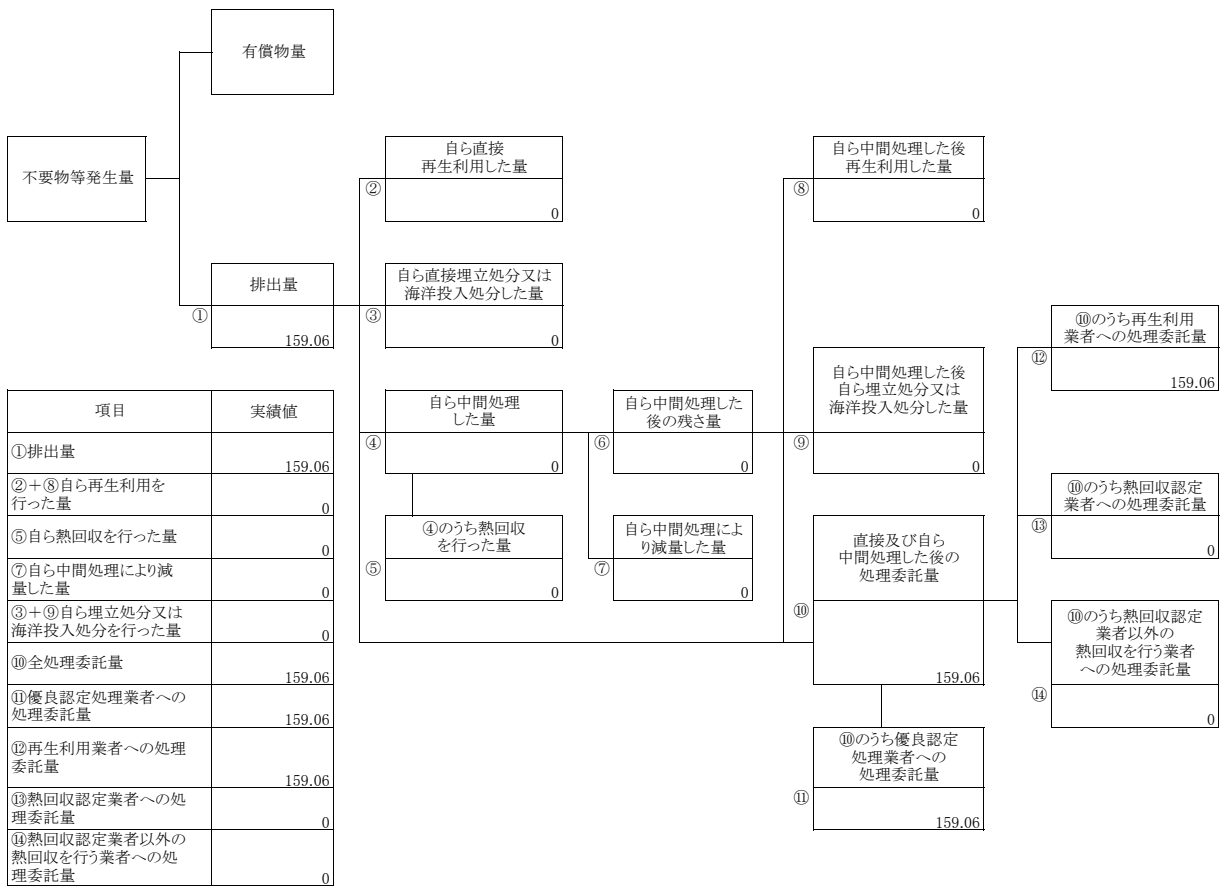 有償物量
不要物等発生量
自ら直接
再生利用した量
②
0
自ら中間処理した後
再生利用した量
⑧
0
排出量
①
159.06
自ら直接埋立処分又は
海洋投入処分した量
③
0
⑩のうち再生利用
業者への処理委託量
⑫
159.06
自ら中間処理した後
自ら埋立処分又は
海洋投入処分した量
⑨
0
自ら中間処理
した量
④
0
自ら中間処理した
後の残さ量
⑥
0
⑩のうち熱回収認定
業者への処理委託量
⑬
0
④のうち熱回収
を行った量
⑤
0
自ら中間処理によ
り減量した量
⑦
0
直接及び自ら
中間処理した後の
処理委託量
⑩
159.06
⑩のうち熱回収認定
業者以外の
熱回収を行う業者
への処理委託量
⑭
0
⑩のうち優良認定
処理業者への
処理委託量
⑪
159.06
項目 実績値
①排出量
159.06
②+⑧自ら再生利用を
行った量
0
⑤自ら熱回収を行った量
0
⑦自ら中間処理により減
量した量
0
③+⑨自ら埋立処分又は
海洋投入処分を行った量
0
⑩全処理委託量
159.06
⑪優良認定処理業者への
処理委託量
159.06
⑫再生利用業者への処理
委託量
159.06
⑬熱回収認定業者への処
理委託量
0
⑭熱回収認定業者以外の
熱回収を行う業者への処
理委託量
0